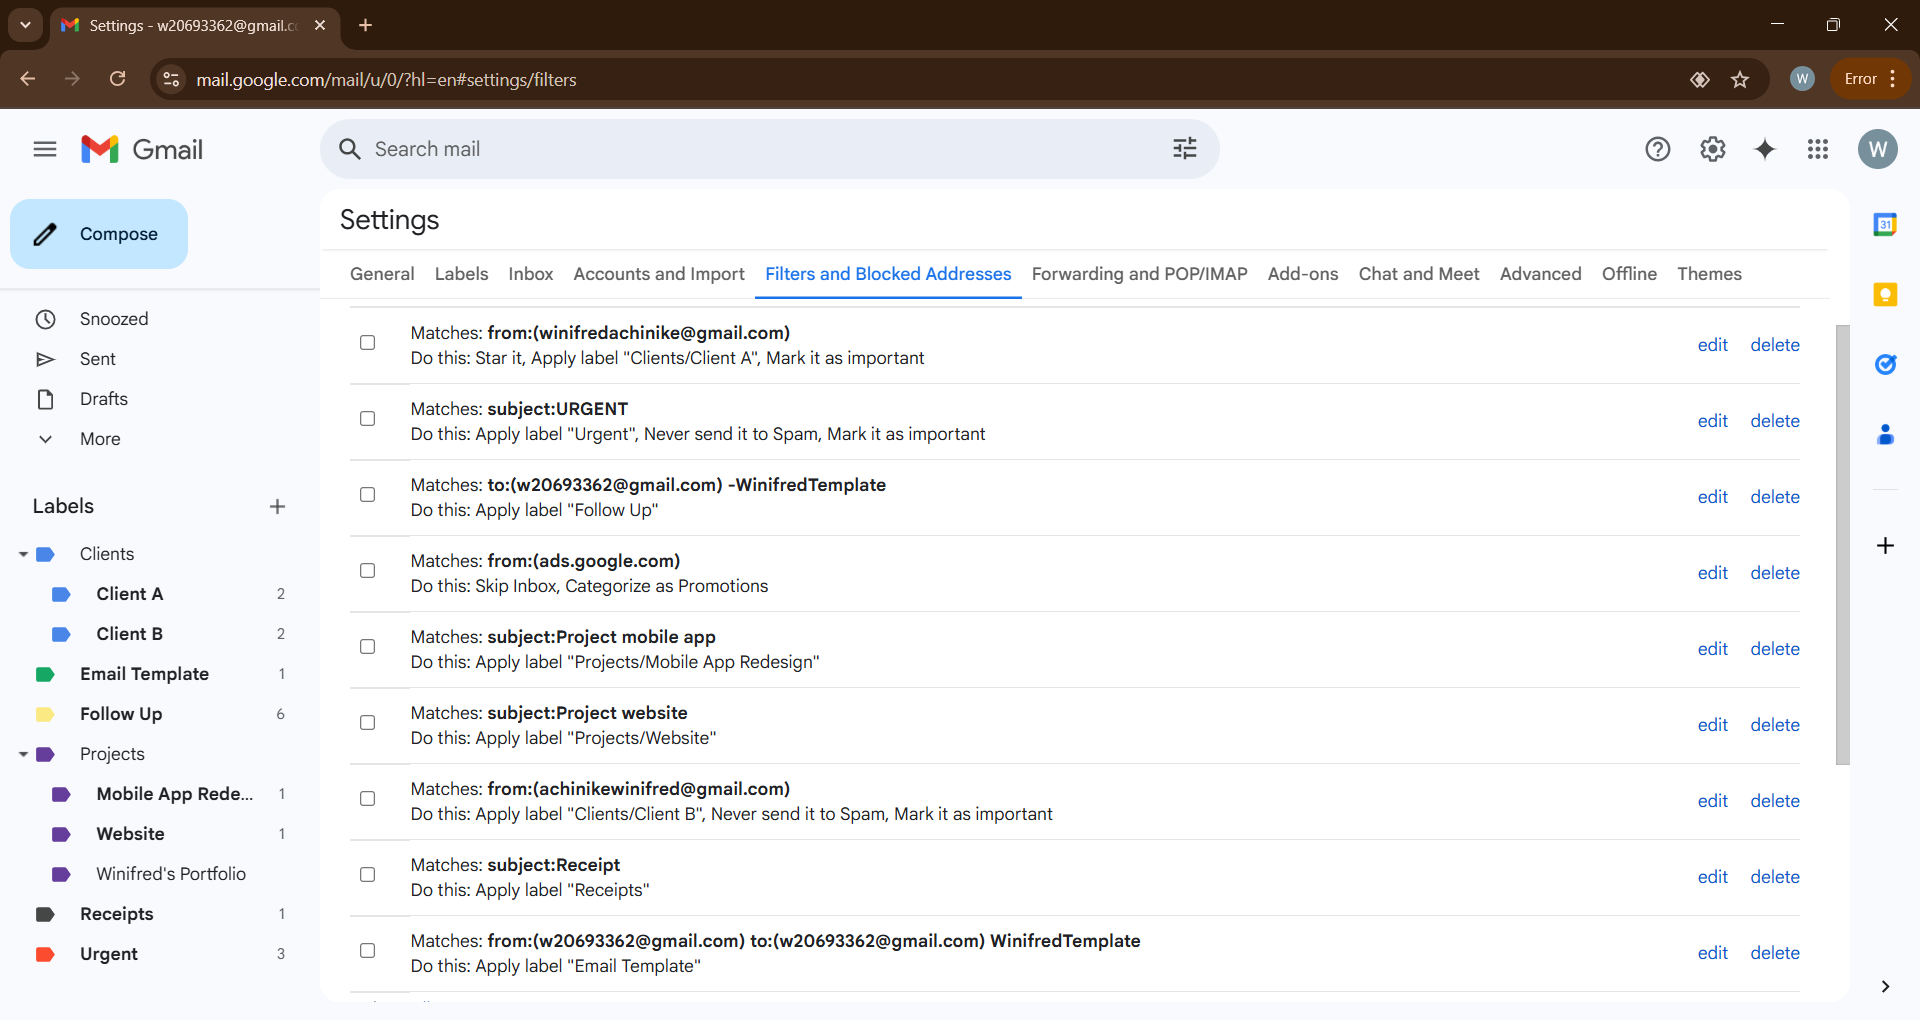 Settings - w20693362@gmail.c
mail.google.com/mail/u/0/?hl=en#settings/filters
W
Error
Gmail
Search mail
W
Compose
Snoozed
Sent
Drafts
More
Labels
Clients
Client A 2
Client B 2
Email Template 1
Follow Up 6
Projects
Mobile App Rede... 1
Website 1
Winifred's Portfolio
Receipts 1
Urgent 3
Settings
General Labels Inbox Accounts and Import Filters and Blocked Addresses Forwarding and POP/IMAP Add-ons Chat and Meet Advanced Offline Themes
Matches: from:(winifredachinike@gmail.com)
Do this: Star it, Apply label "Clients/Client A", Mark it as important
edit delete
Matches: subject:URGENT
Do this: Apply label "Urgent", Never send it to Spam, Mark it as important
edit delete
Matches: to:(w20693362@gmail.com) -WinifredTemplate
Do this: Apply label "Follow Up"
edit delete
Matches: from:(ads.google.com)
Do this: Skip Inbox, Categorize as Promotions
edit delete
Matches: subject:Project mobile app
Do this: Apply label "Projects/Mobile App Redesign"
edit delete
Matches: subject:Project website
Do this: Apply label "Projects/Website"
edit delete
Matches: from:(achinikewinifred@gmail.com)
Do this: Apply label "Clients/Client B", Never send it to Spam, Mark it as important
edit delete
Matches: subject:Receipt
Do this: Apply label "Receipts"
edit delete
Matches: from:(w20693362@gmail.com) to:(w20693362@gmail.com) WinifredTemplate
Do this: Apply label "Email Template"
edit delete
31